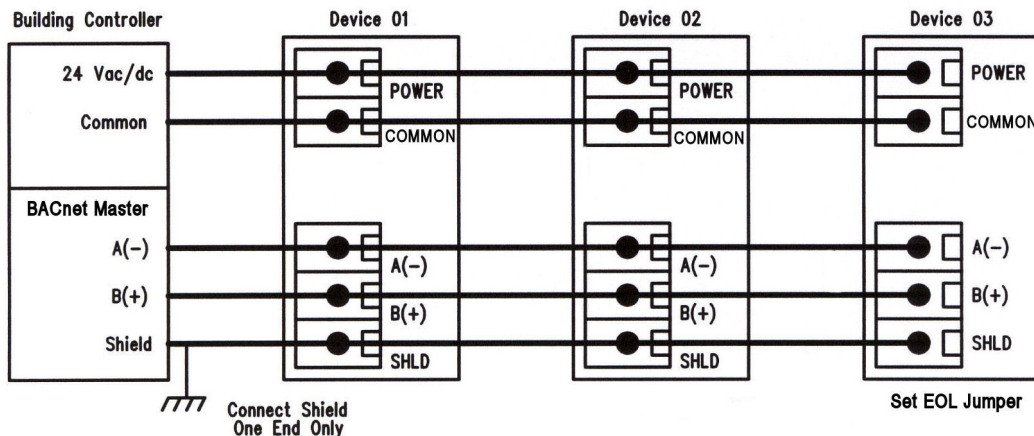 Building Controller
Device 01
Device 02
Device 03
24 Vac/dc
POWER
POWER
POWER
Common
COMMON
COMMON
COMMON
BACnet Master
A(-)
A(-)
A(-)
A(-)
B(+)
B(+)
B(+)
B(+)
Shield
SHLD
SHLD
SHLD
Connect Shield
One End Only
Set EOL Jumper